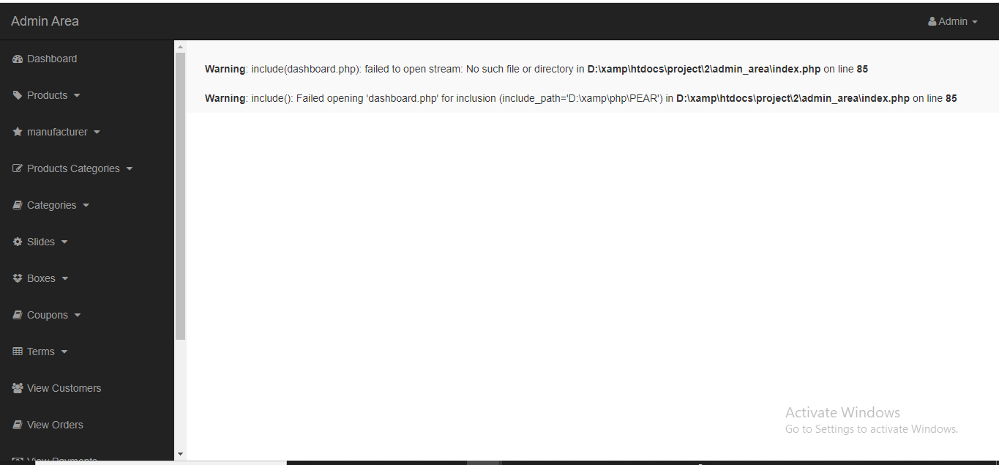 Admin Area
Admin
Dashboard
Warning: include(dashboard.php): failed to open stream: No such file or directory in D:\xamp\htdocs\project\2\admin_area\index.php on line 85
Products
Warning: include(): Failed opening 'dashboard.php' for inclusion (include_path='D:\xamp\php\PEAR') in D:\xamp\htdocs\project\2\admin_area\index.php on line 85
manufacturer
Products Categories
Categories
Slides
Boxes
Coupons
Terms
View Customers
Activate Windows
View Orders
Go to Settings to activate Windows.
View Payments